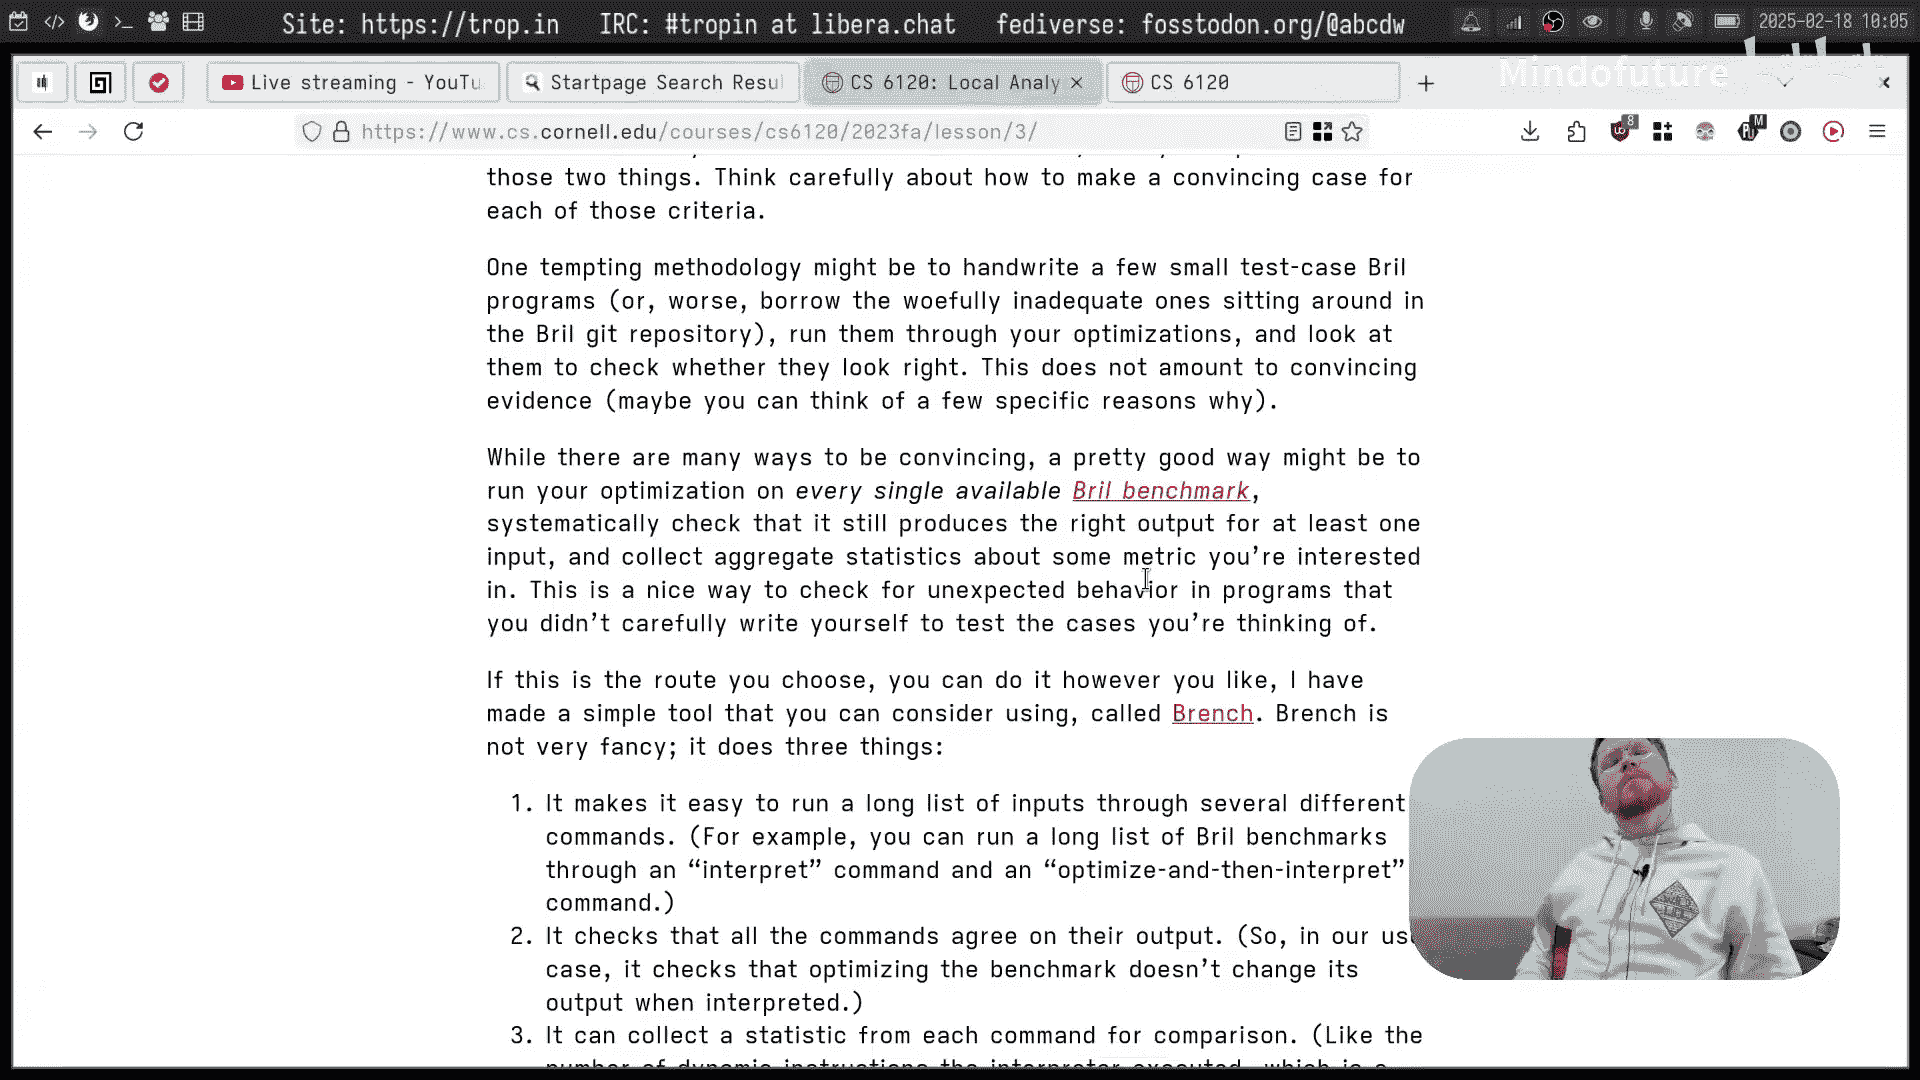 Site: https://trop.in IRC: #tropin at libera.chat fediverse: fosstodon.org/@abcdw
2025-02-18 10:05
Mindofuture
Live streaming - YouTu
Startpage Search Resul
CS 6120: Local Analy
CS 6120
https://www.cs.cornell.edu/courses/cs6120/2023fa/lesson/3/
8
M
those two things. Think carefully about how to make a convincing case for
each of those criteria.
One tempting methodology might be to handwrite a few small test-case Bril
programs (or, worse, borrow the woefully inadequate ones sitting around in
the Bril git repository), run them through your optimizations, and look at
them to check whether they look right. This does not amount to convincing
evidence (maybe you can think of a few specific reasons why).
While there are many ways to be convincing, a pretty good way might be to
run your optimization on every single available Bril benchmark,
systematically check that it still produces the right output for at least one
input, and collect aggregate statistics about some metric you’re interested
in. This is a nice way to check for unexpected behavior in programs that
you didn’t carefully write yourself to test the cases you’re thinking of.
If this is the route you choose, you can do it however you like, I have
made a simple tool that you can consider using, called Brench. Brench is
not very fancy; it does three things:
1. It makes it easy to run a long list of inputs through several different
commands. (For example, you can run a long list of Bril benchmarks
through an “interpret” command and an “optimize-and-then-interpret”
command.)
2. It checks that all the commands agree on their output. (So, in our us
case, it checks that optimizing the benchmark doesn’t change its
output when interpreted.)
3. It can collect a statistic from each command for comparison. (Like the
number of dynamic instructions the interpreter executed, which is a